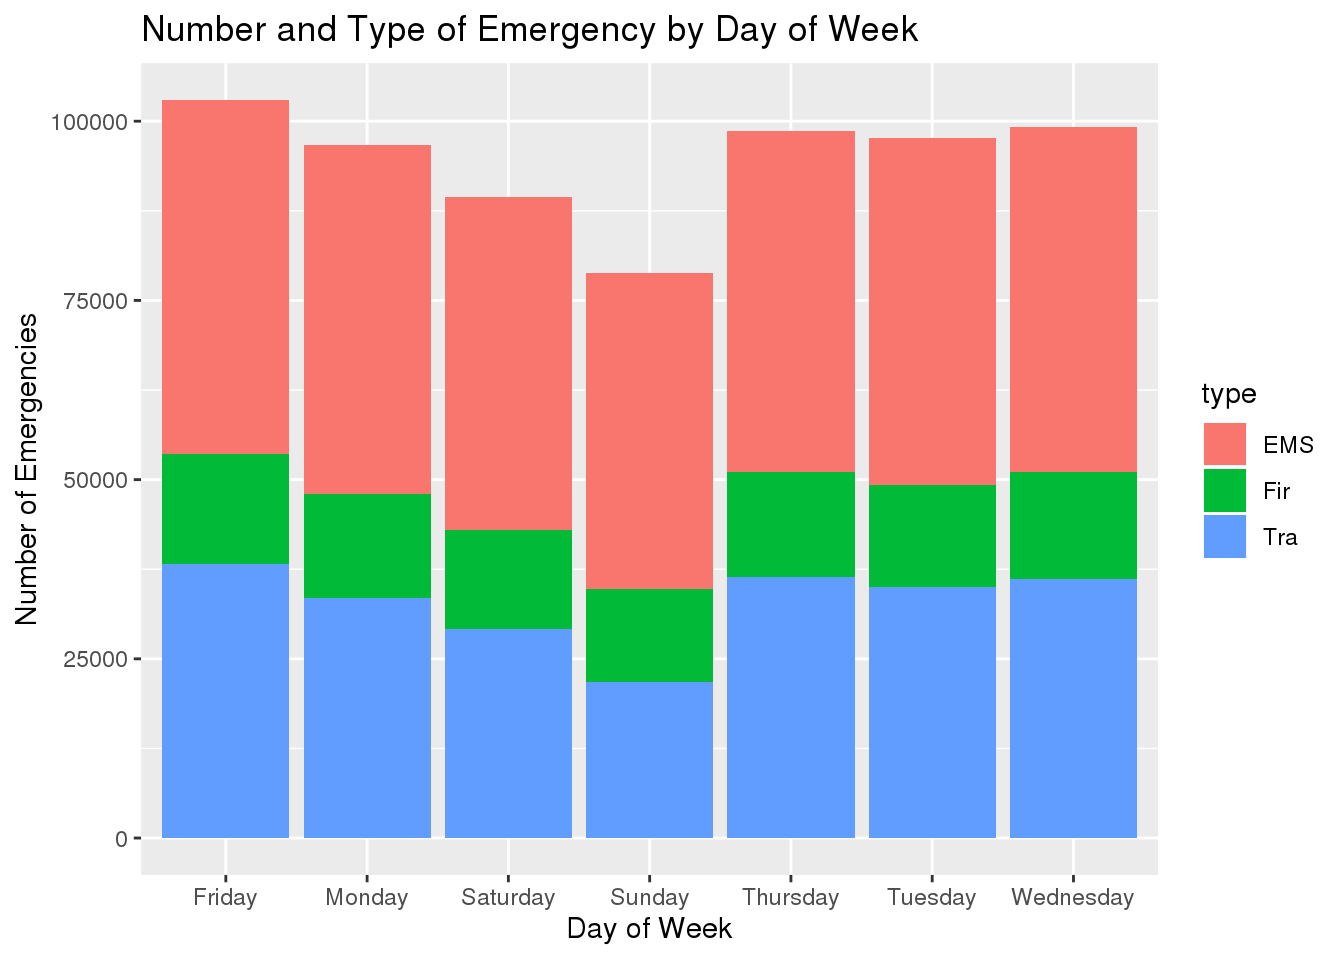 Number and Type of Emergency by Day of Week
Number of Emergencies
100000
75000
50000
25000
0
Friday Monday Saturday Sunday Thursday Tuesday Wednesday
Day of Week
type
EMS
Fir
Tra